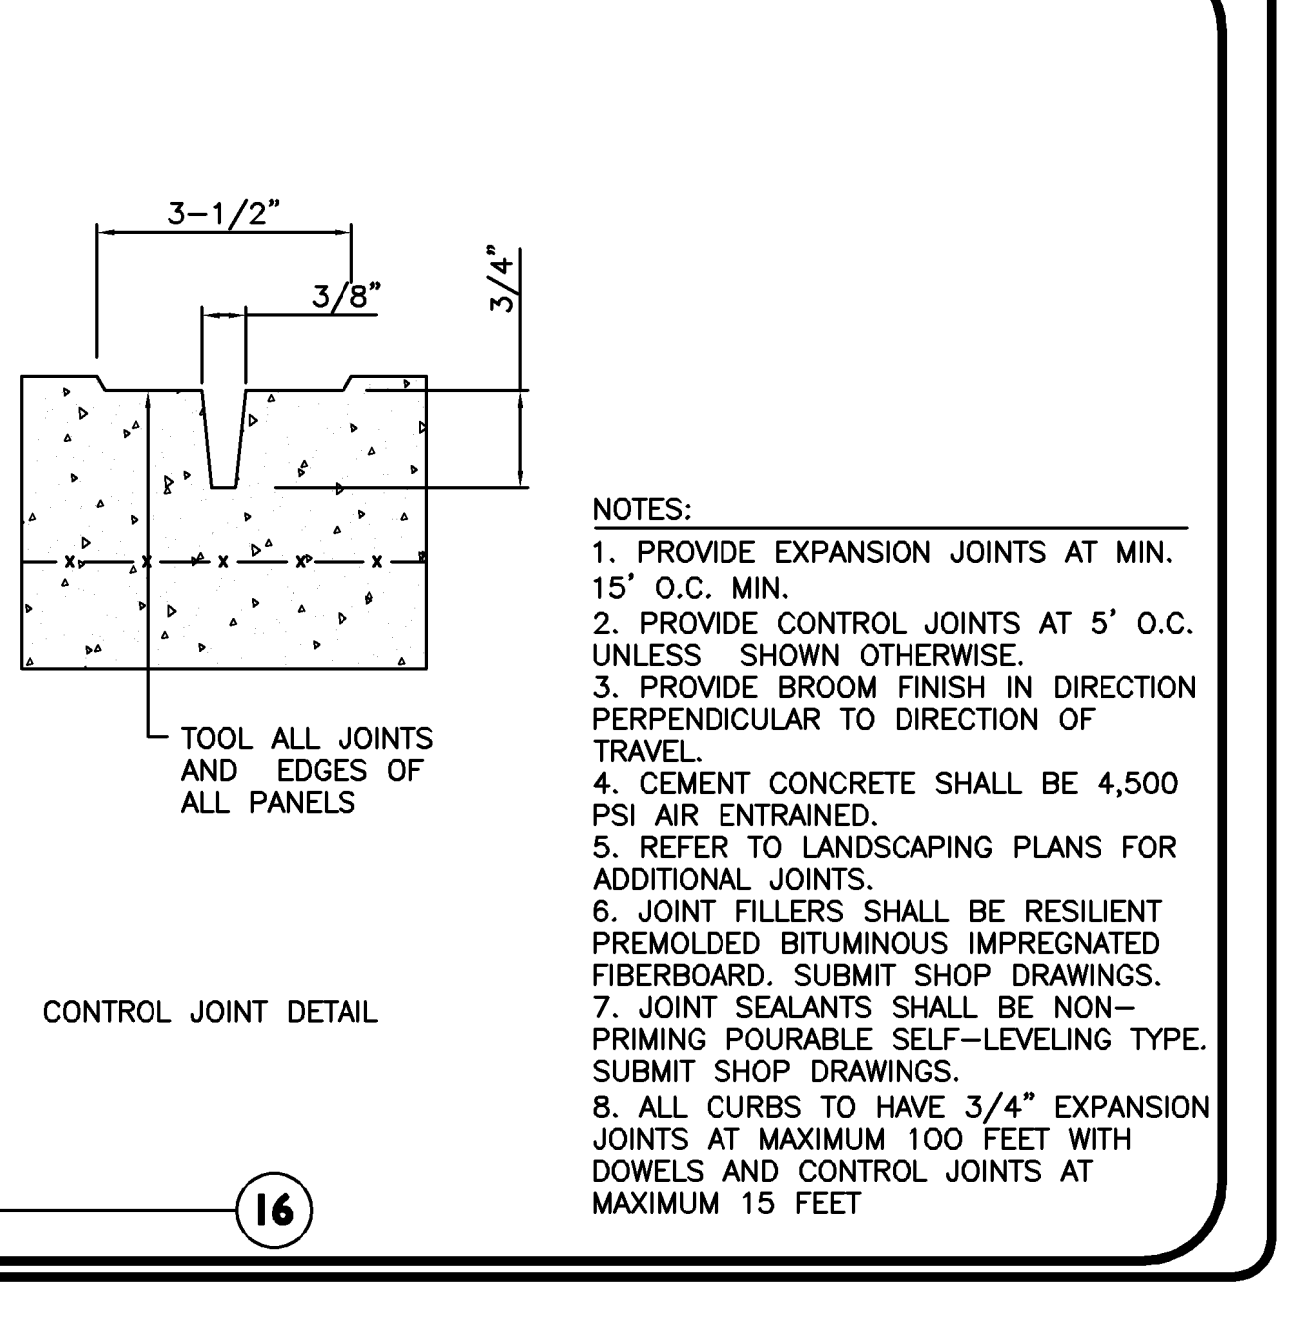 3-1/2"
3/8"
3/4"
TOOL ALL JOINTS
AND EDGES OF
ALL PANELS
CONTROL JOINT DETAIL
16
NOTES:
1. PROVIDE EXPANSION JOINTS AT MIN.
15' O.C. MIN.
2. PROVIDE CONTROL JOINTS AT 5' O.C.
UNLESS SHOWN OTHERWISE.
3. PROVIDE BROOM FINISH IN DIRECTION
PERPENDICULAR TO DIRECTION OF
TRAVEL.
4. CEMENT CONCRETE SHALL BE 4,500
PSI AIR ENTRAINED.
5. REFER TO LANDSCAPING PLANS FOR
ADDITIONAL JOINTS.
6. JOINT FILLERS SHALL BE RESILIENT
PREMOLDED BITUMINOUS IMPREGNATED
FIBERBOARD. SUBMIT SHOP DRAWINGS.
7. JOINT SEALANTS SHALL BE NON-
PRIMING POURABLE SELF-LEVELING TYPE.
SUBMIT SHOP DRAWINGS.
8. ALL CURBS TO HAVE 3/4" EXPANSION
JOINTS AT MAXIMUM 100 FEET WITH
DOWELS AND CONTROL JOINTS AT
MAXIMUM 15 FEET